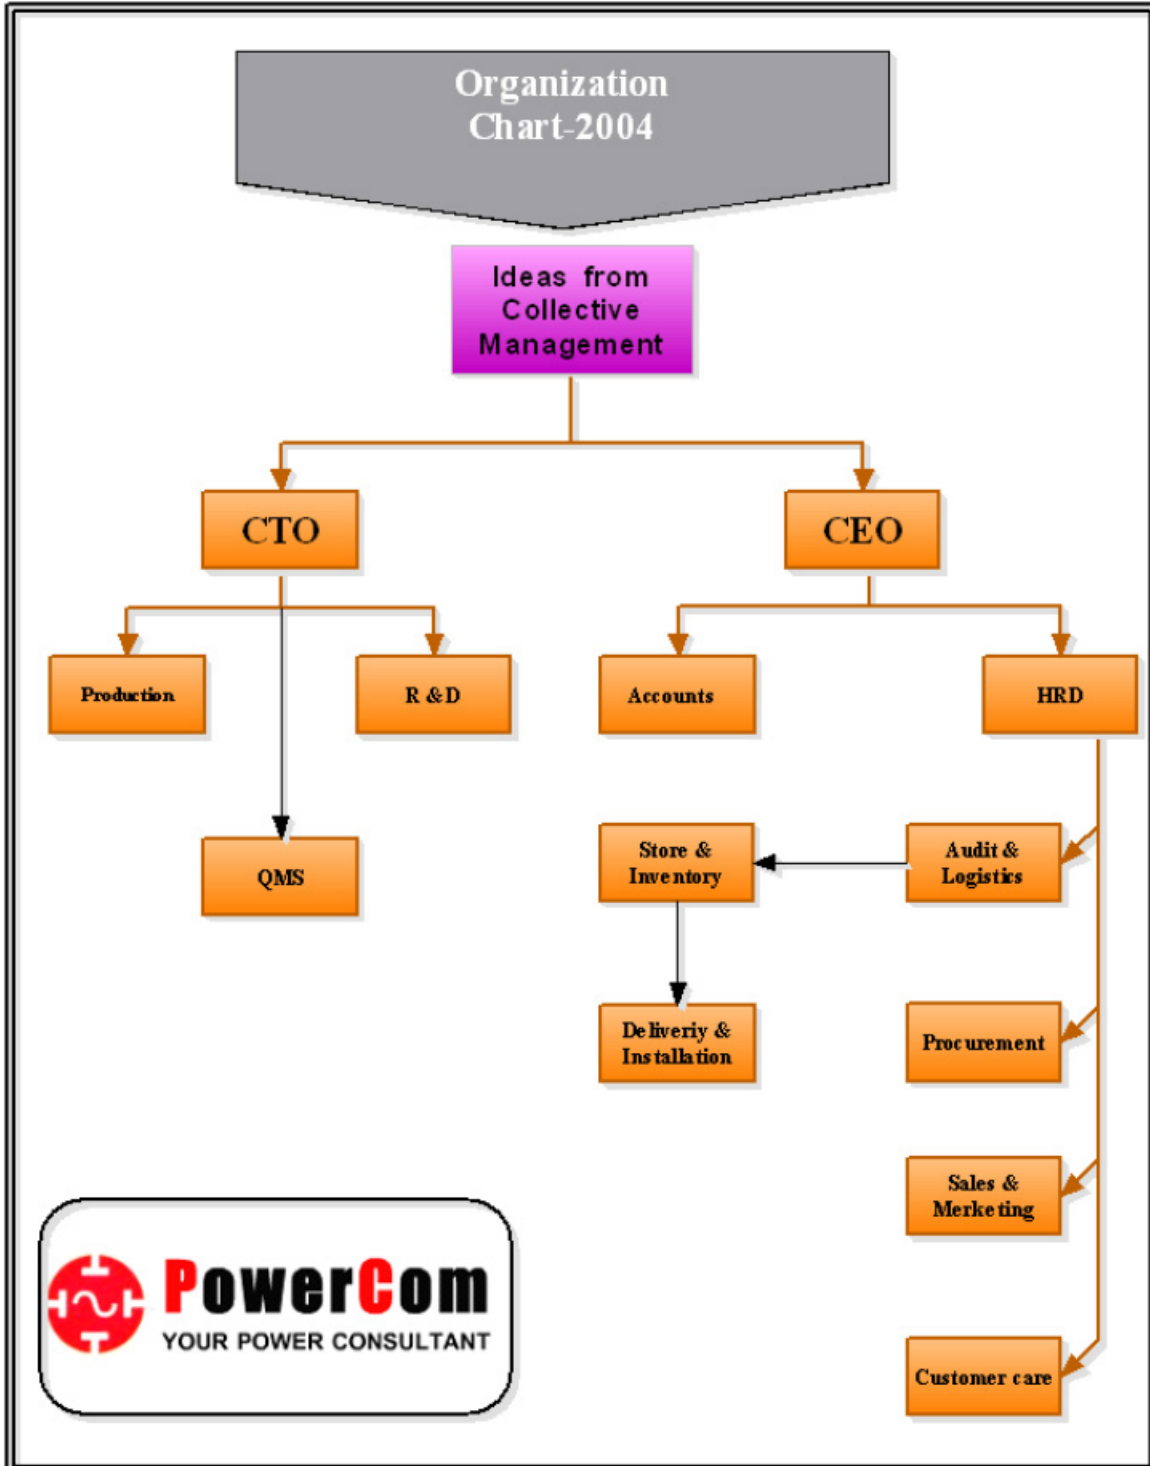 Organization
Chart-2004
Ideas from
Collective
Management
CTO
CEO
Production
R & D
Accounts
HRD
QMS
Store &
Inventory
Audit &
Logistics
Deliveriy &
Installation
Procurement
Sales &
Merketing
Customer care
PowerCom
YOUR POWER CONSULTANT